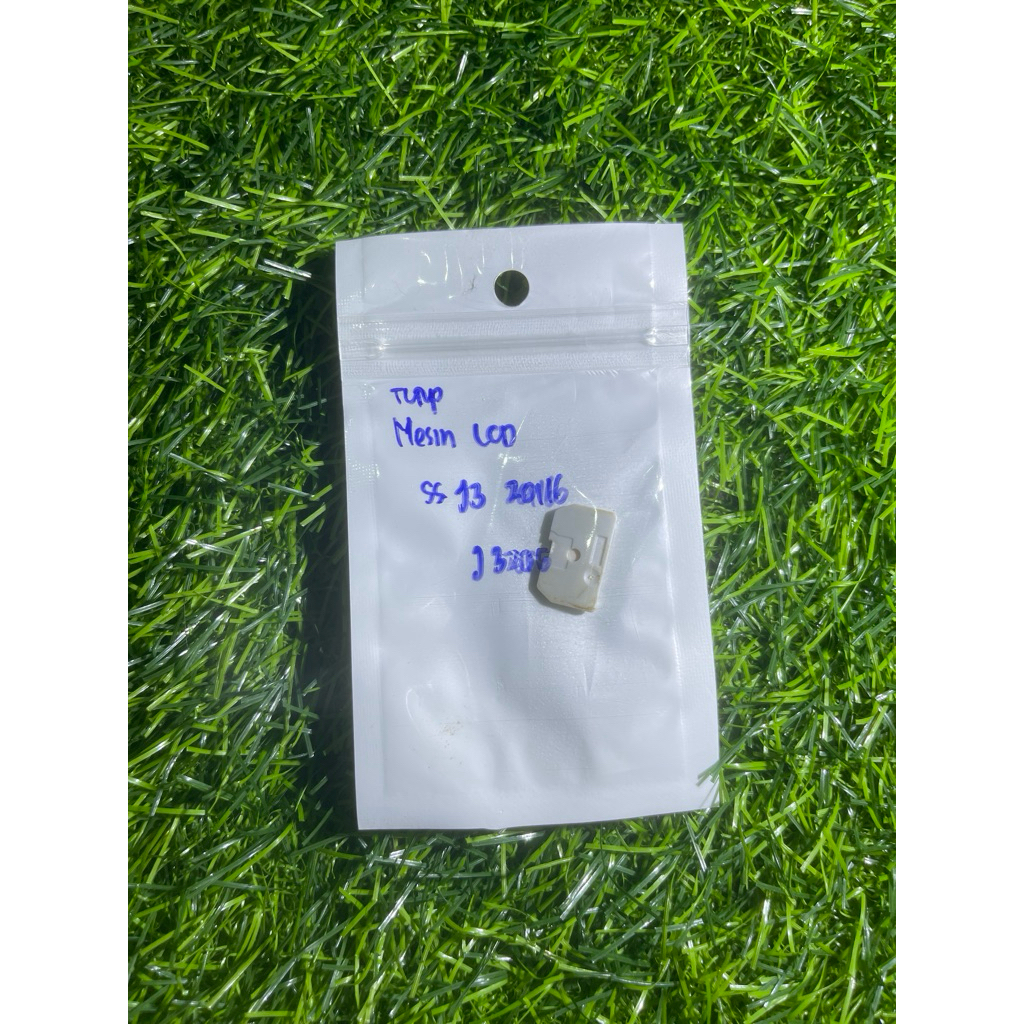 Tutup
Mesin LCD
SS J3 2016
J320